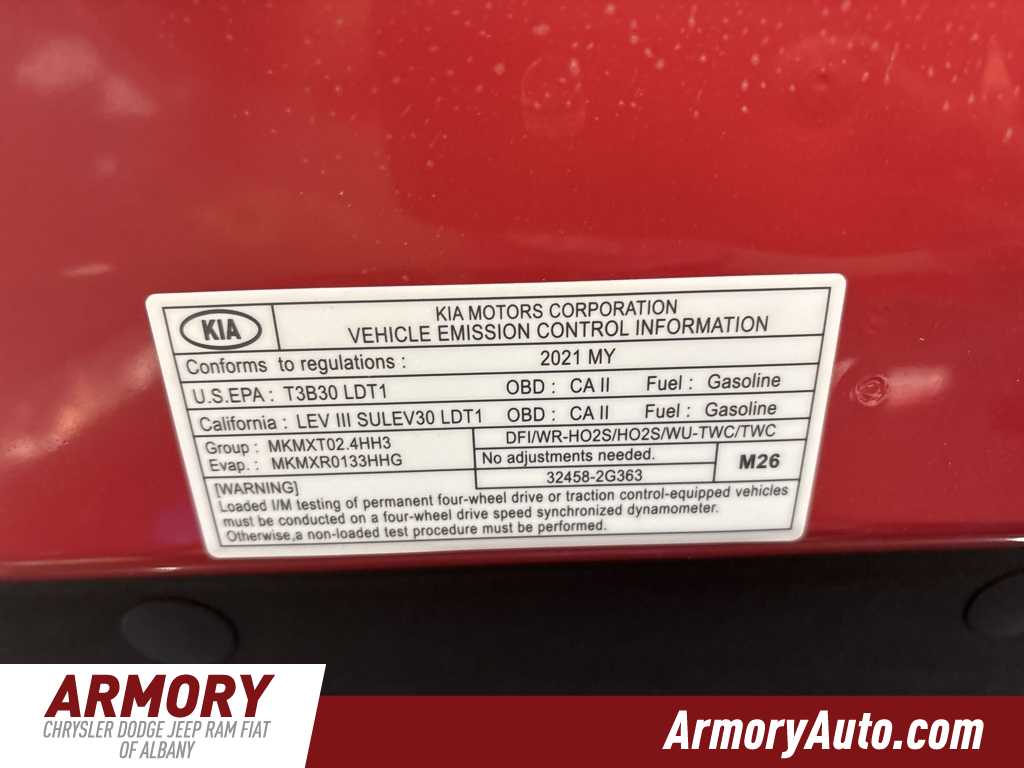 KIA
KIA MOTORS CORPORATION
VEHICLE EMISSION CONTROL INFORMATION
Conforms to regulations : 2021 MY
U.S.EPA : T3B30 LDT1 OBD : CA II Fuel : Gasoline
California : LEV III SULEV30 LDT1 OBD : CA II Fuel : Gasoline
Group : MKMXT02.4HH3
Evap. : MKMXR0133HHG
DFI/WR-HO2S/HO2S/WU-TWC/TWC
No adjustments needed.
32458-2G363
M26
[WARNING]
Loaded I/M testing of permanent four-wheel drive or traction control-equipped vehicles
must be conducted on a four-wheel drive speed synchronized dynamometer.
Otherwise,a non-loaded test procedure must be performed.
ARMORY
CHRYSLER DODGE JEEP RAM FIAT
OF ALBANY
ArmoryAuto.com